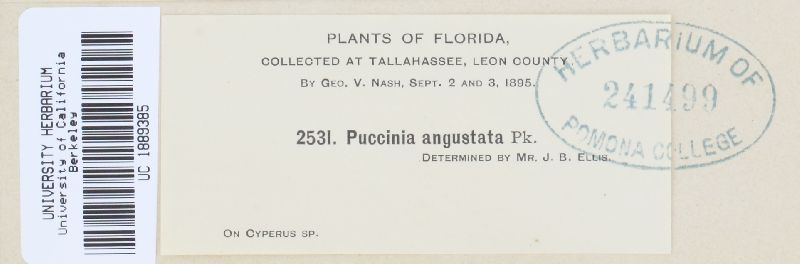 UNIVERSITY HERBARIUM
University of California
Berkeley
UC 1889385
PLANTS OF FLORIDA,
COLLECTED AT TALLAHASSEE, LEON COUNTY,
BY GEO. V. NASH, SEPT. 2 AND 3, 1895.
2531. Puccinia angustata Pk.
DETERMINED BY MR. J. B. ELLIS.
ON CYPERUS SP.
HERBARIUM OF
241499
POMONA COLLEGE